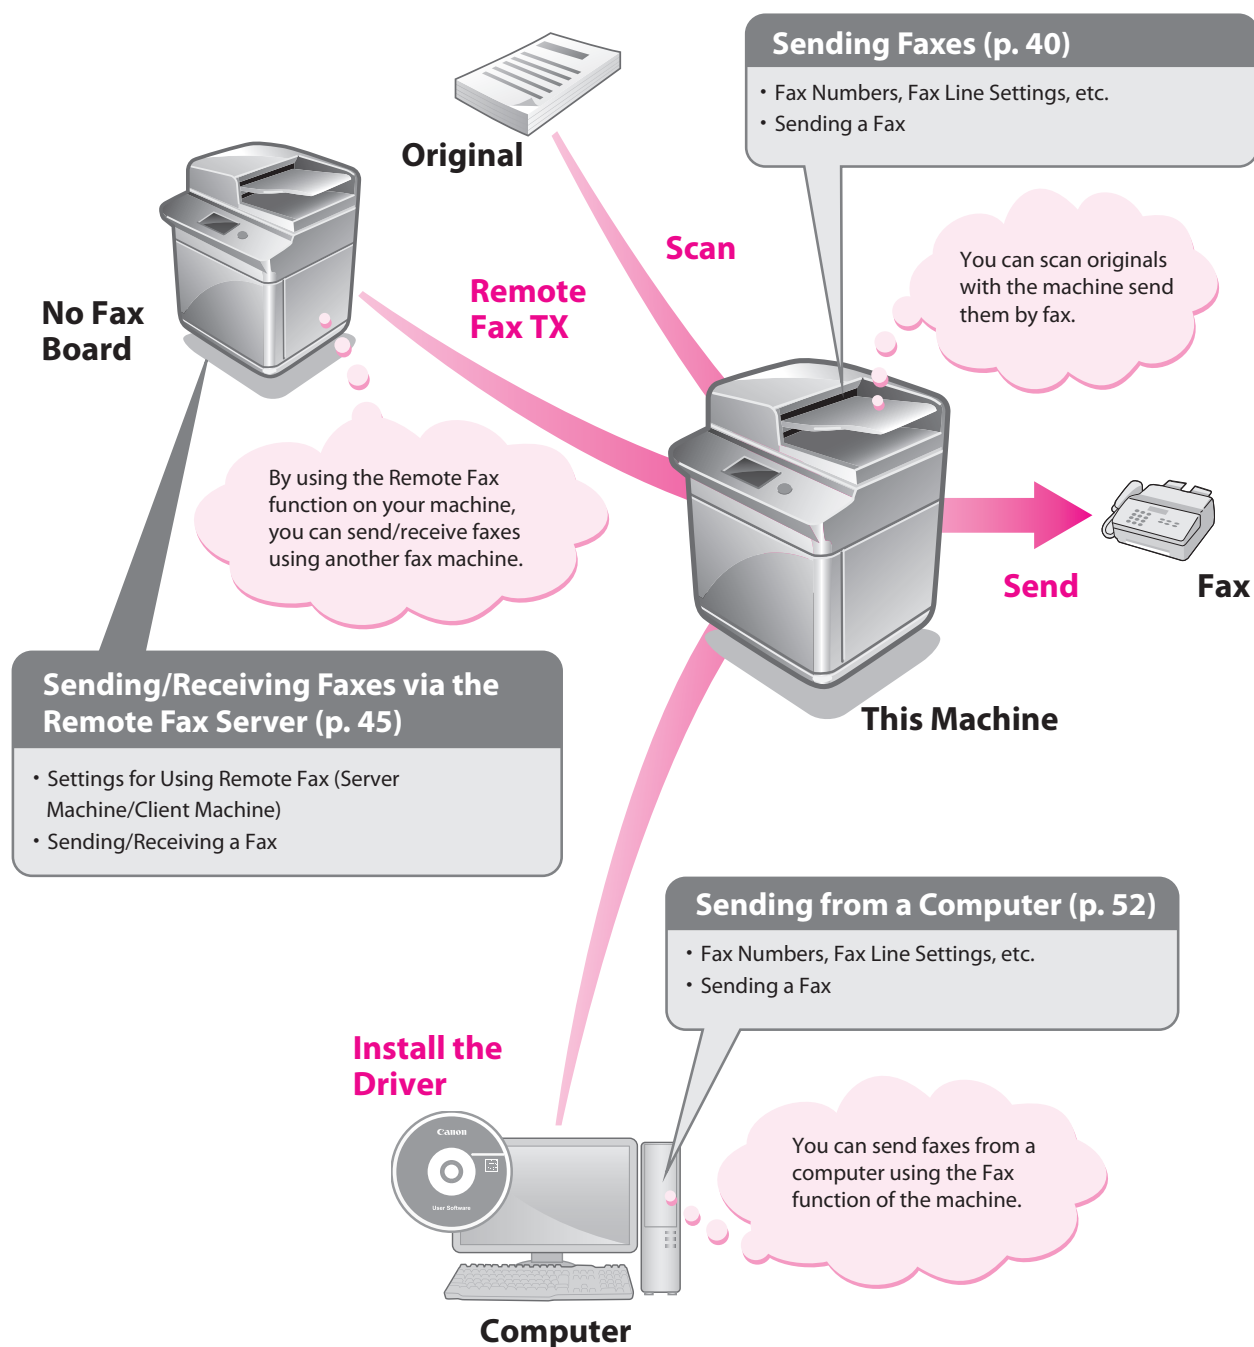 Sending Faxes (p. 40)
・Fax Numbers, Fax Line Settings, etc.
・Sending a Fax
Original
Scan
You can scan originals
with the machine send
them by fax.
Remote
Fax TX
No Fax
Board
By using the Remote Fax
function on your machine,
you can send/receive faxes
using another fax machine.
Send
Fax
Sending/Receiving Faxes via the
Remote Fax Server (p. 45)
・Settings for Using Remote Fax (Server
Machine/Client Machine)
・Sending/Receiving a Fax
This Machine
Sending from a Computer (p. 52)
・Fax Numbers, Fax Line Settings, etc.
・Sending a Fax
Install the
Driver
Canon
User Software
You can send faxes from a
computer using the Fax
function of the machine.
Computer